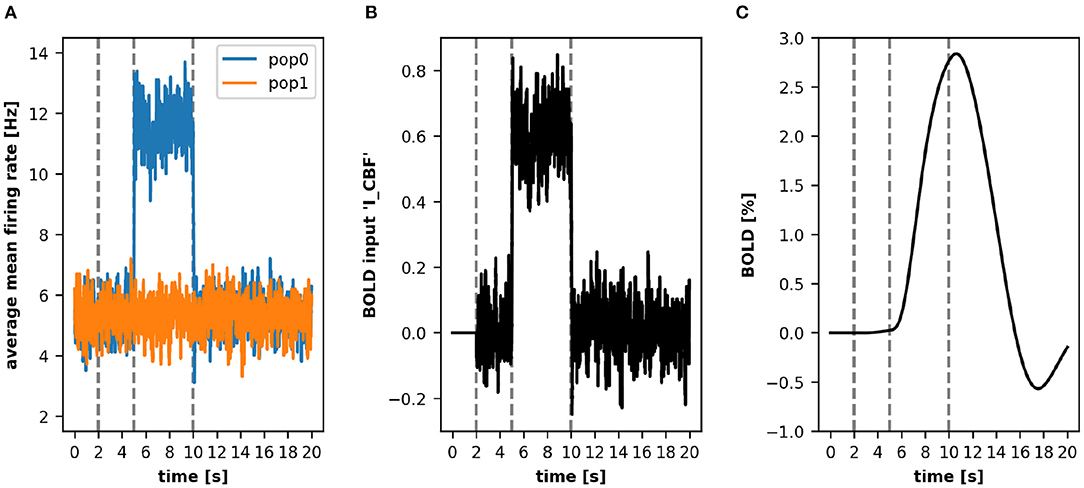 A
average mean firing rate [Hz]
14
12
10
8
6
4
2
pop0
pop1
0 2 4 6 8 10 12 14 16 18 20
time [s]
B
BOLD input 'I_CBF'
0.8
0.6
0.4
0.2
0.0
−0.2
0 2 4 6 8 10 12 14 16 18 20
time [s]
C
BOLD [%]
3.0
2.5
2.0
1.5
1.0
0.5
0.0
−0.5
−1.0
0 2 4 6 8 10 12 14 16 18 20
time [s]